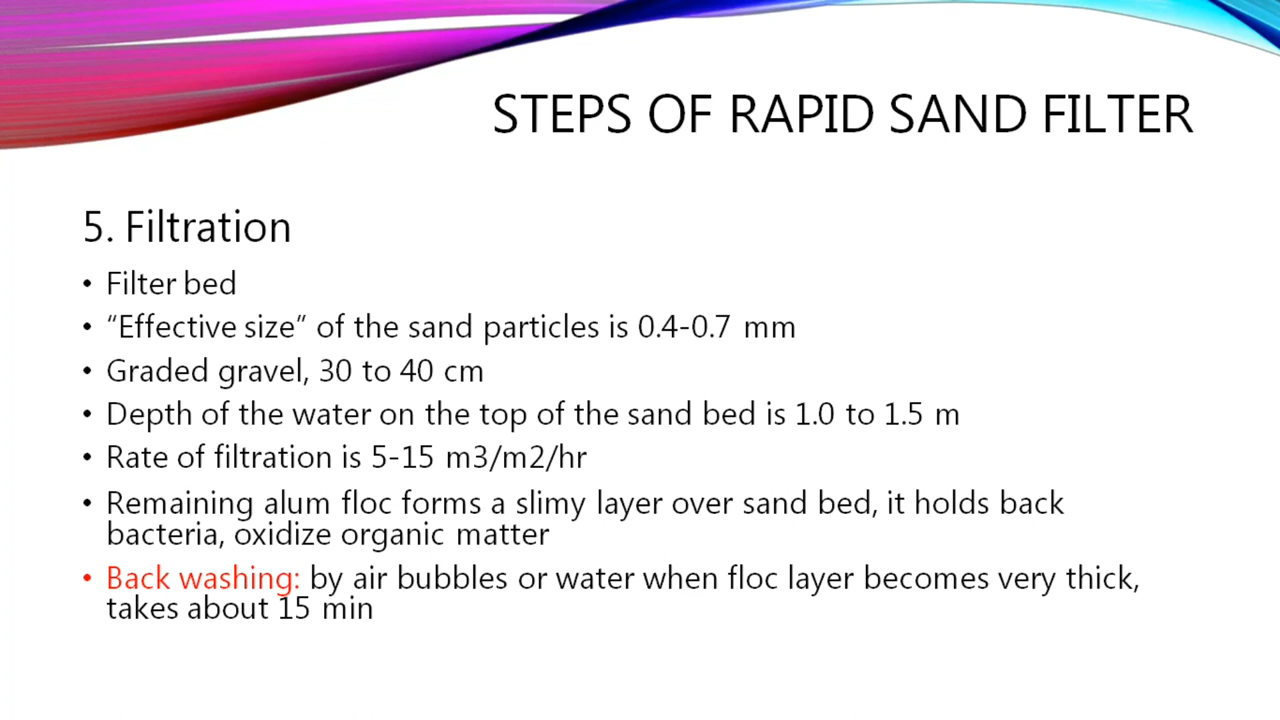 STEPS OF RAPID SAND FILTER
5. Filtration
• Filter bed
• “Effective size” of the sand particles is 0.4-0.7 mm
• Graded gravel, 30 to 40 cm
• Depth of the water on the top of the sand bed is 1.0 to 1.5 m
• Rate of filtration is 5-15 m3/m2/hr
• Remaining alum floc forms a slimy layer over sand bed, it holds back
bacteria, oxidize organic matter
• Back washing: by air bubbles or water when floc layer becomes very thick,
takes about 15 min